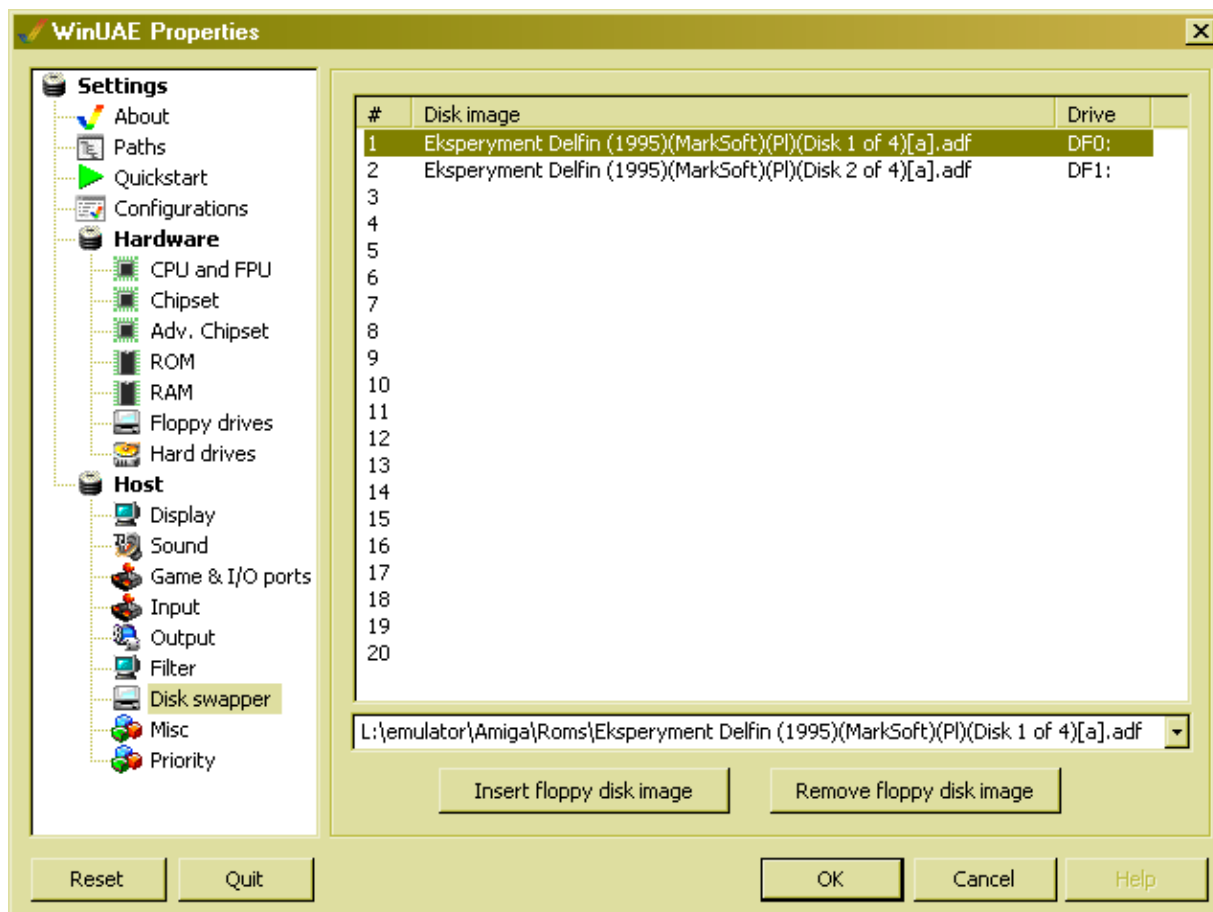 WinUAE Properties
Settings
About
Paths
Quickstart
Configurations
Hardware
CPU and FPU
Chipset
Adv. Chipset
ROM
RAM
Floppy drives
Hard drives
Host
Display
Sound
Game & I/O ports
Input
Output
Filter
Disk swapper
Misc
Priority
# Disk image Drive
1 Eksperyment Delfin (1995)(MarkSoft)(Pl)(Disk 1 of 4)[a].adf DF0:
2 Eksperyment Delfin (1995)(MarkSoft)(Pl)(Disk 2 of 4)[a].adf DF1:
3
4
5
6
7
8
9
10
11
12
13
14
15
16
17
18
19
20
L:\emulator\Amiga\Roms\Eksperyment Delfin (1995)(MarkSoft)(Pl)(Disk 1 of 4)[a].adf
Insert floppy disk image Remove floppy disk image
Reset Quit OK Cancel Help